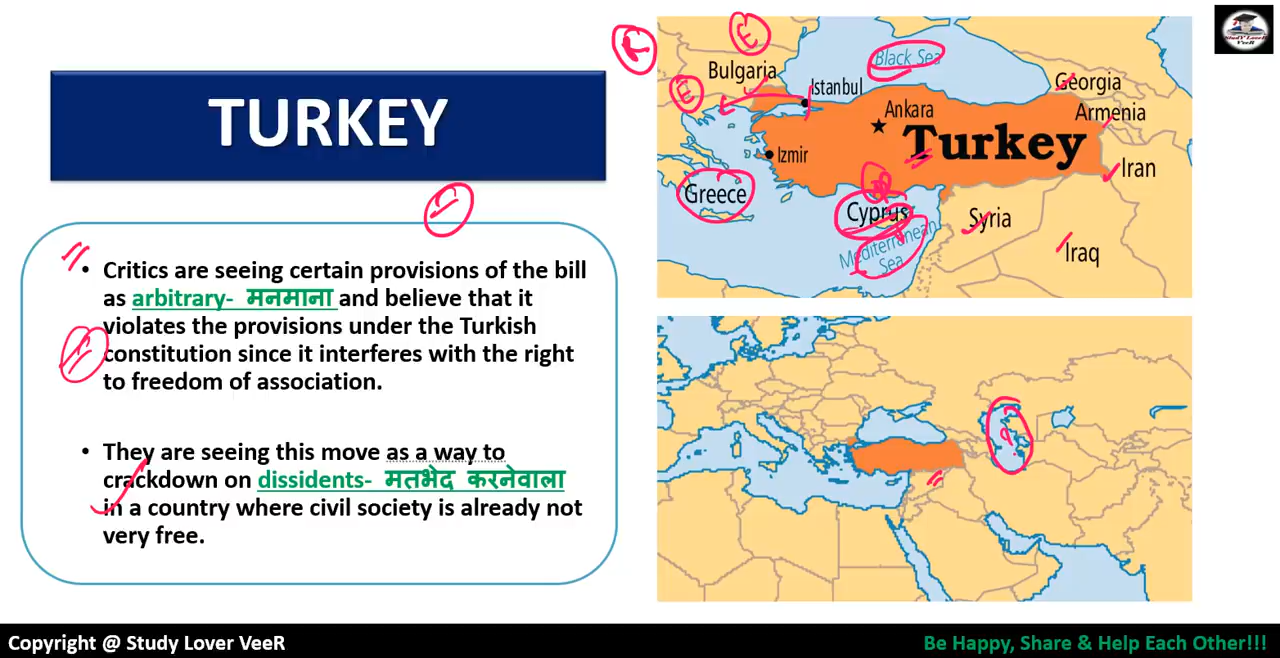 TURKEY
• Critics are seeing certain provisions of the bill
as arbitrary- मनमाना and believe that it
violates the provisions under the Turkish
constitution since it interferes with the right
to freedom of association.
• They are seeing this move as a way to
crackdown on dissidents- मतभेद करनेवाला
in a country where civil society is already not
very free.
Bulgaria
Black Sea
Istanbul
Georgia
Ankara
Armenia
Turkey
Izmir
Iran
Greece
Cyprus
Syria
Mediterranean
Sea
Iraq
StudY LoveR
VeeR
Copyright @ Study Lover VeeR
Be Happy, Share & Help Each Other!!!